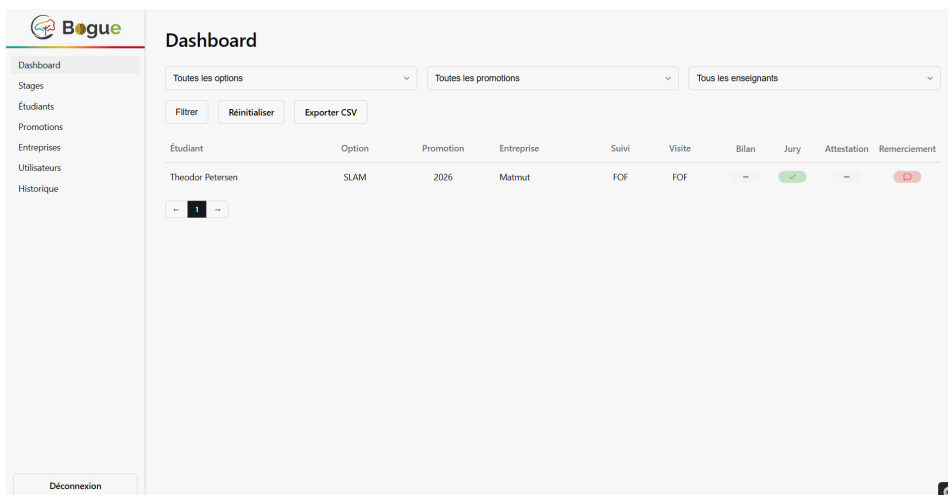 Bogue
Dashboard
Stages
Étudiants
Promotions
Entreprises
Utilisateurs
Historique
Déconnexion
Dashboard
Toutes les options
Toutes les promotions
Tous les enseignants
Filtrer
Réinitialiser
Exporter CSV
Étudiant Option Promotion Entreprise Suivi Visite Bilan Jury Attestation Remerciement
Theodor Petersen SLAM 2026 Matmut FOF FOF – ✓ –
← 1 →